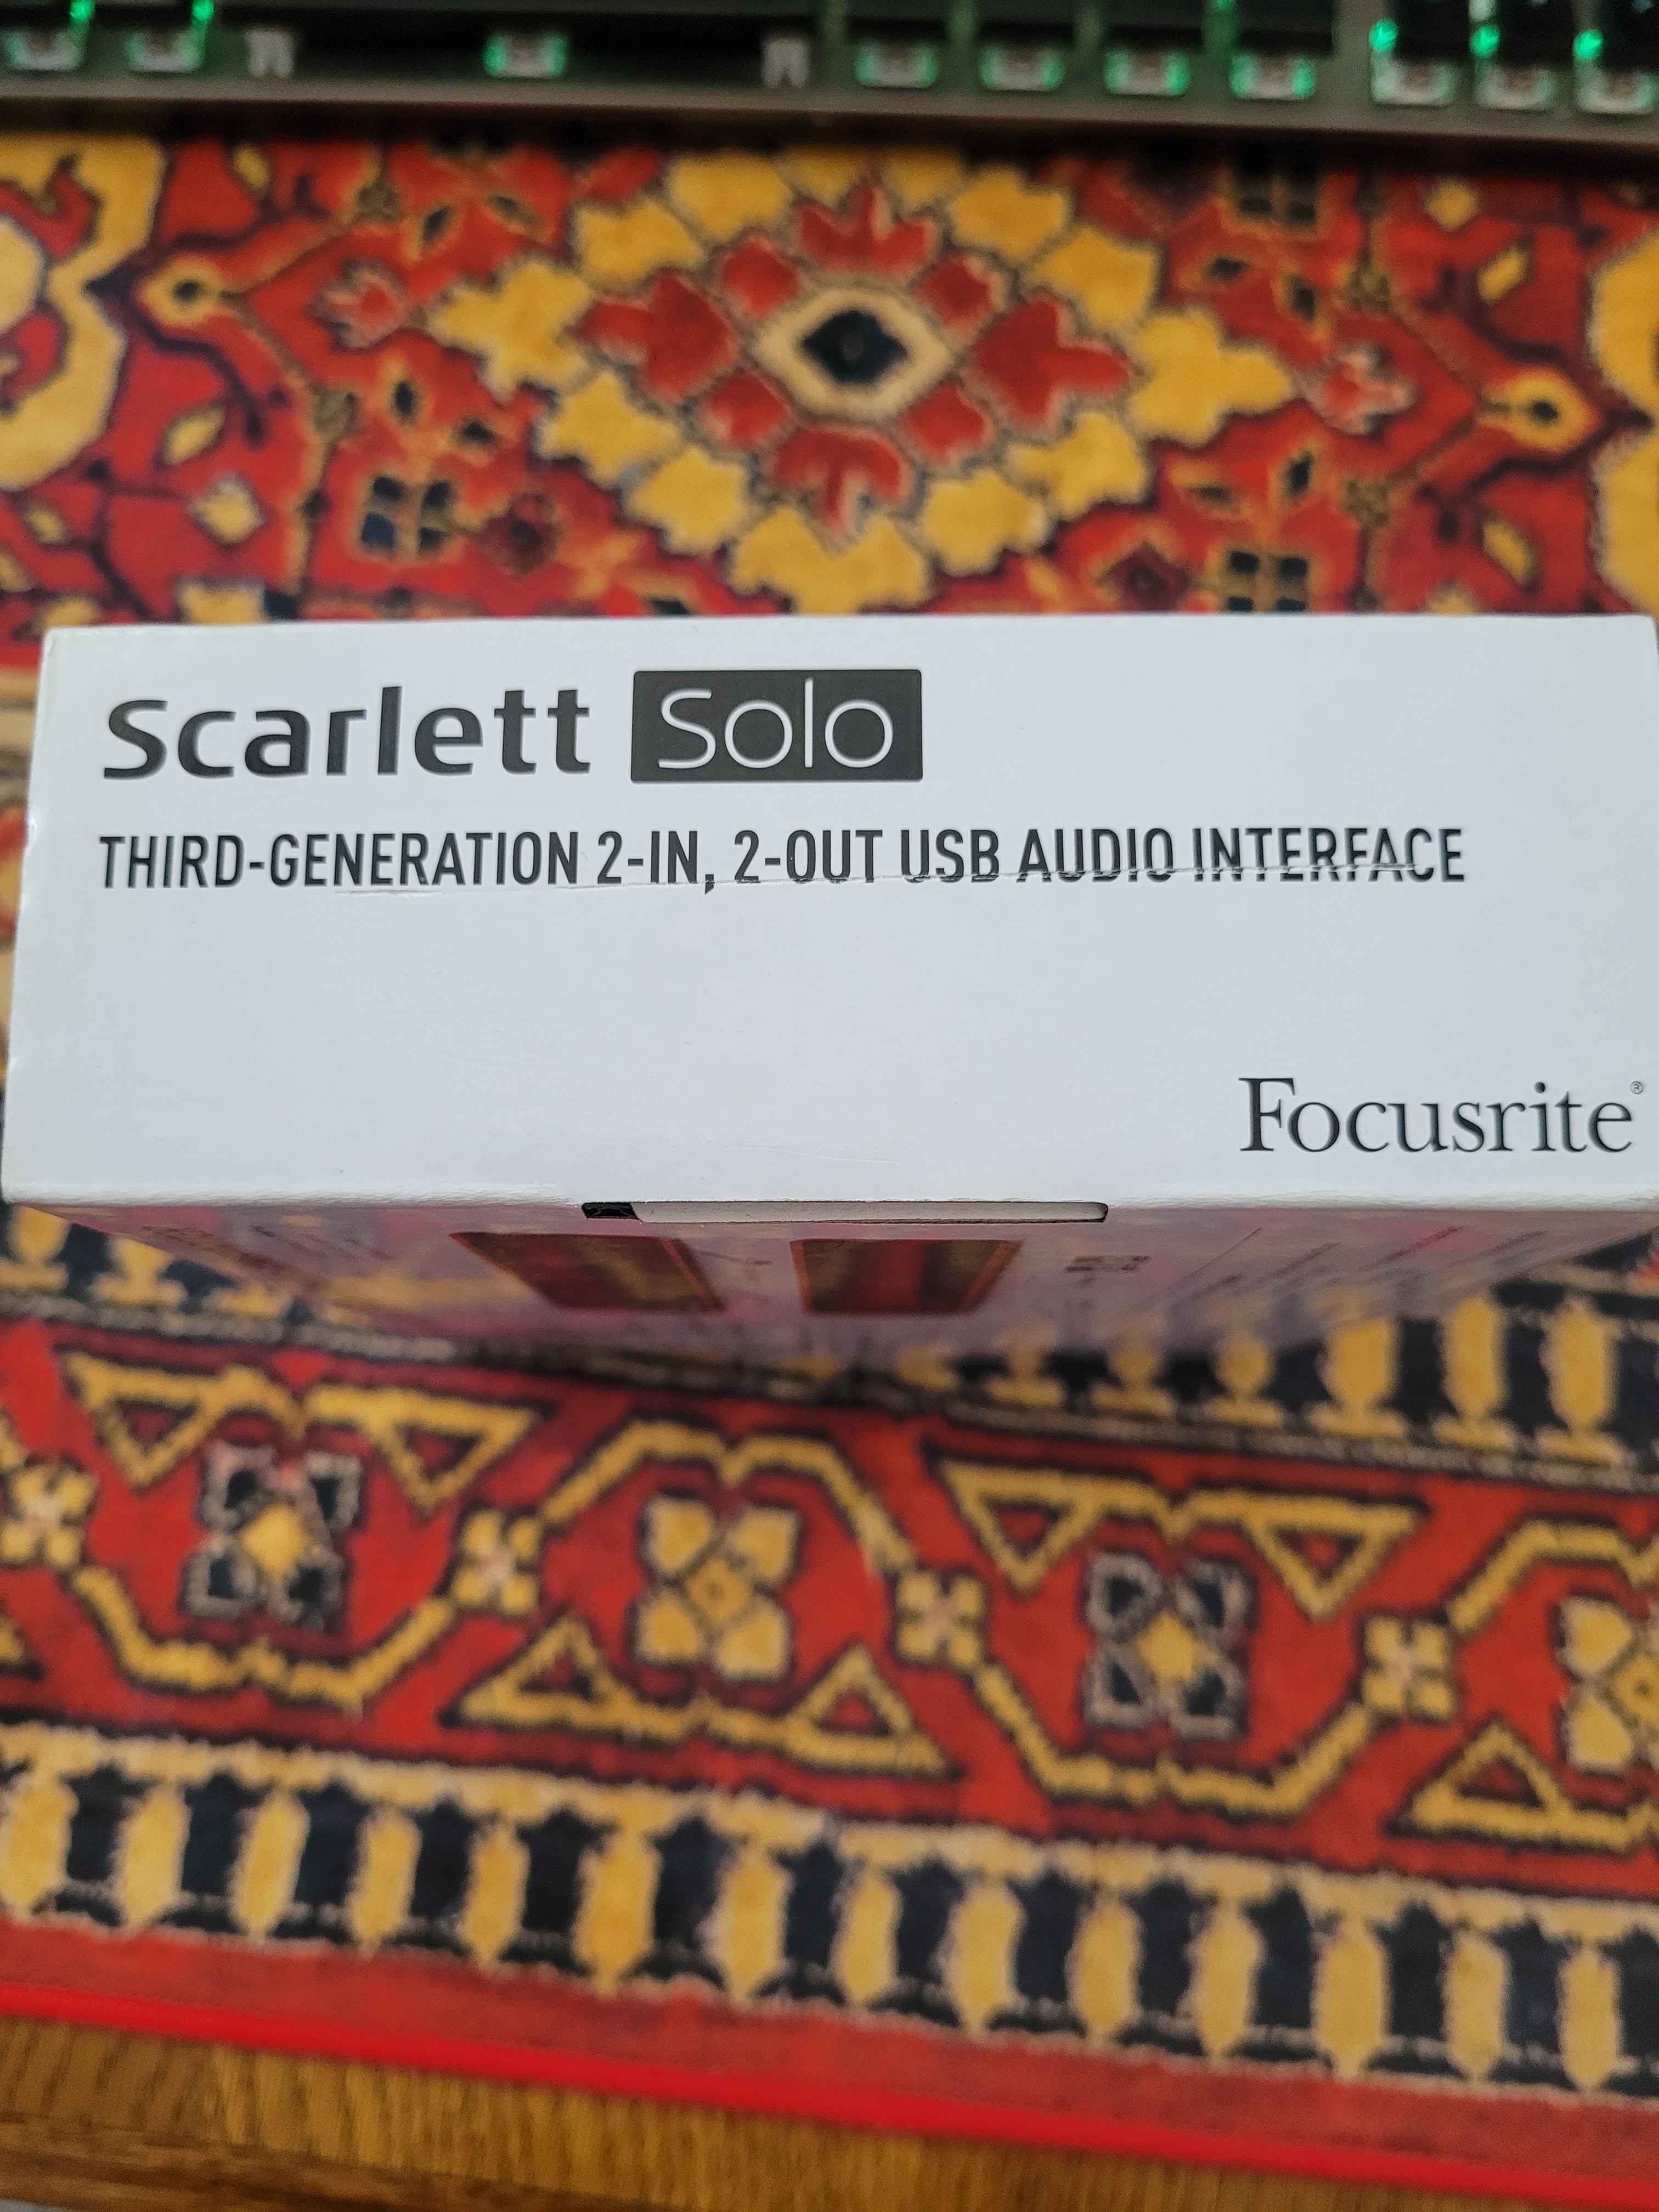 Scarlett Solo
THIRD-GENERATION 2-IN, 2-OUT USB AUDIO INTERFACE
Focusrite®